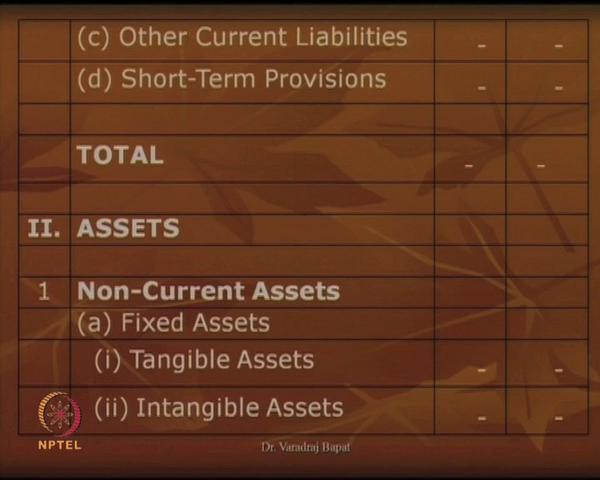 (c) Other Current Liabilities - -
(d) Short-Term Provisions - -
TOTAL - -
II. ASSETS
1 Non-Current Assets
(a) Fixed Assets
(i) Tangible Assets - -
(ii) Intangible Assets - -
NPTEL
Dr. Varadraj Bapat